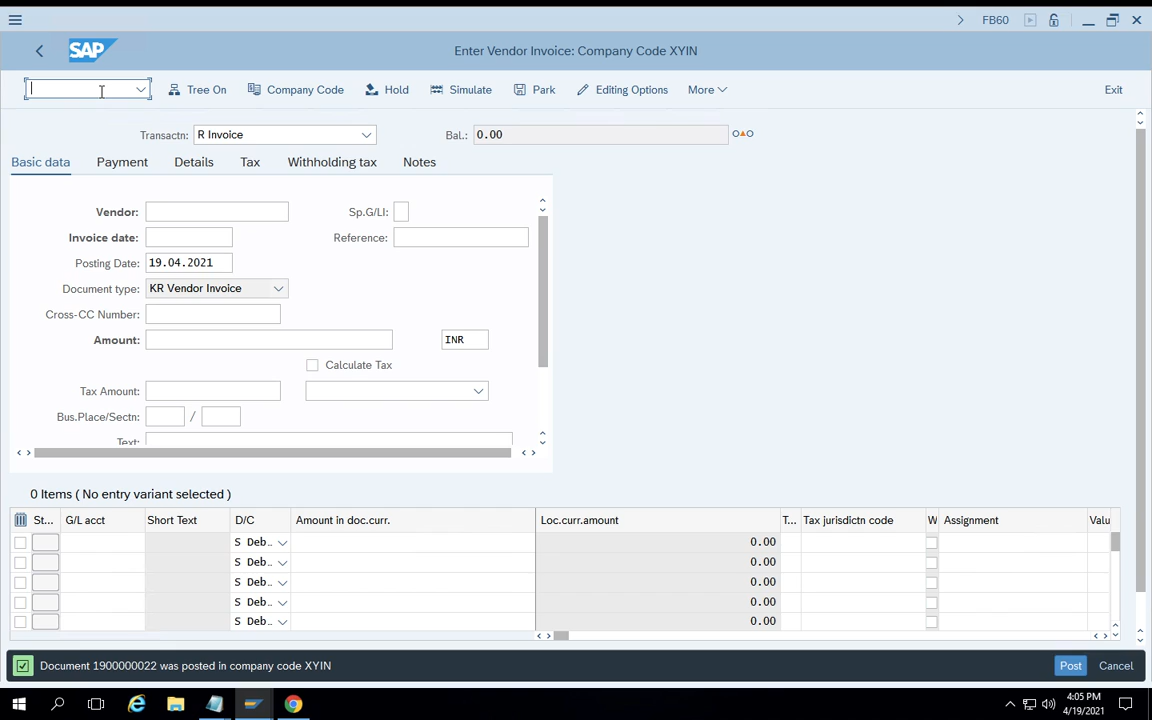 FB60
SAP
Enter Vendor Invoice: Company Code XYIN
Tree On Company Code Hold Simulate Park Editing Options More Exit
Transactn: R Invoice Bal.: 0.00
Basic data Payment Details Tax Withholding tax Notes
Vendor: Sp.G/LI:
Invoice date: Reference:
Posting Date: 19.04.2021
Document type: KR Vendor Invoice
Cross-CC Number:
Amount: INR
Calculate Tax
Tax Amount:
Bus.Place/Sectn: /
Text:
0 Items ( No entry variant selected )
St... G/L acct Short Text D/C Amount in doc.curr. Loc.curr.amount T... Tax jurisdictn code W Assignment Valu
S Deb.. 0.00
S Deb.. 0.00
S Deb.. 0.00
S Deb.. 0.00
S Deb.. 0.00
Document 1900000022 was posted in company code XYIN Post Cancel
4:05 PM
4/19/2021